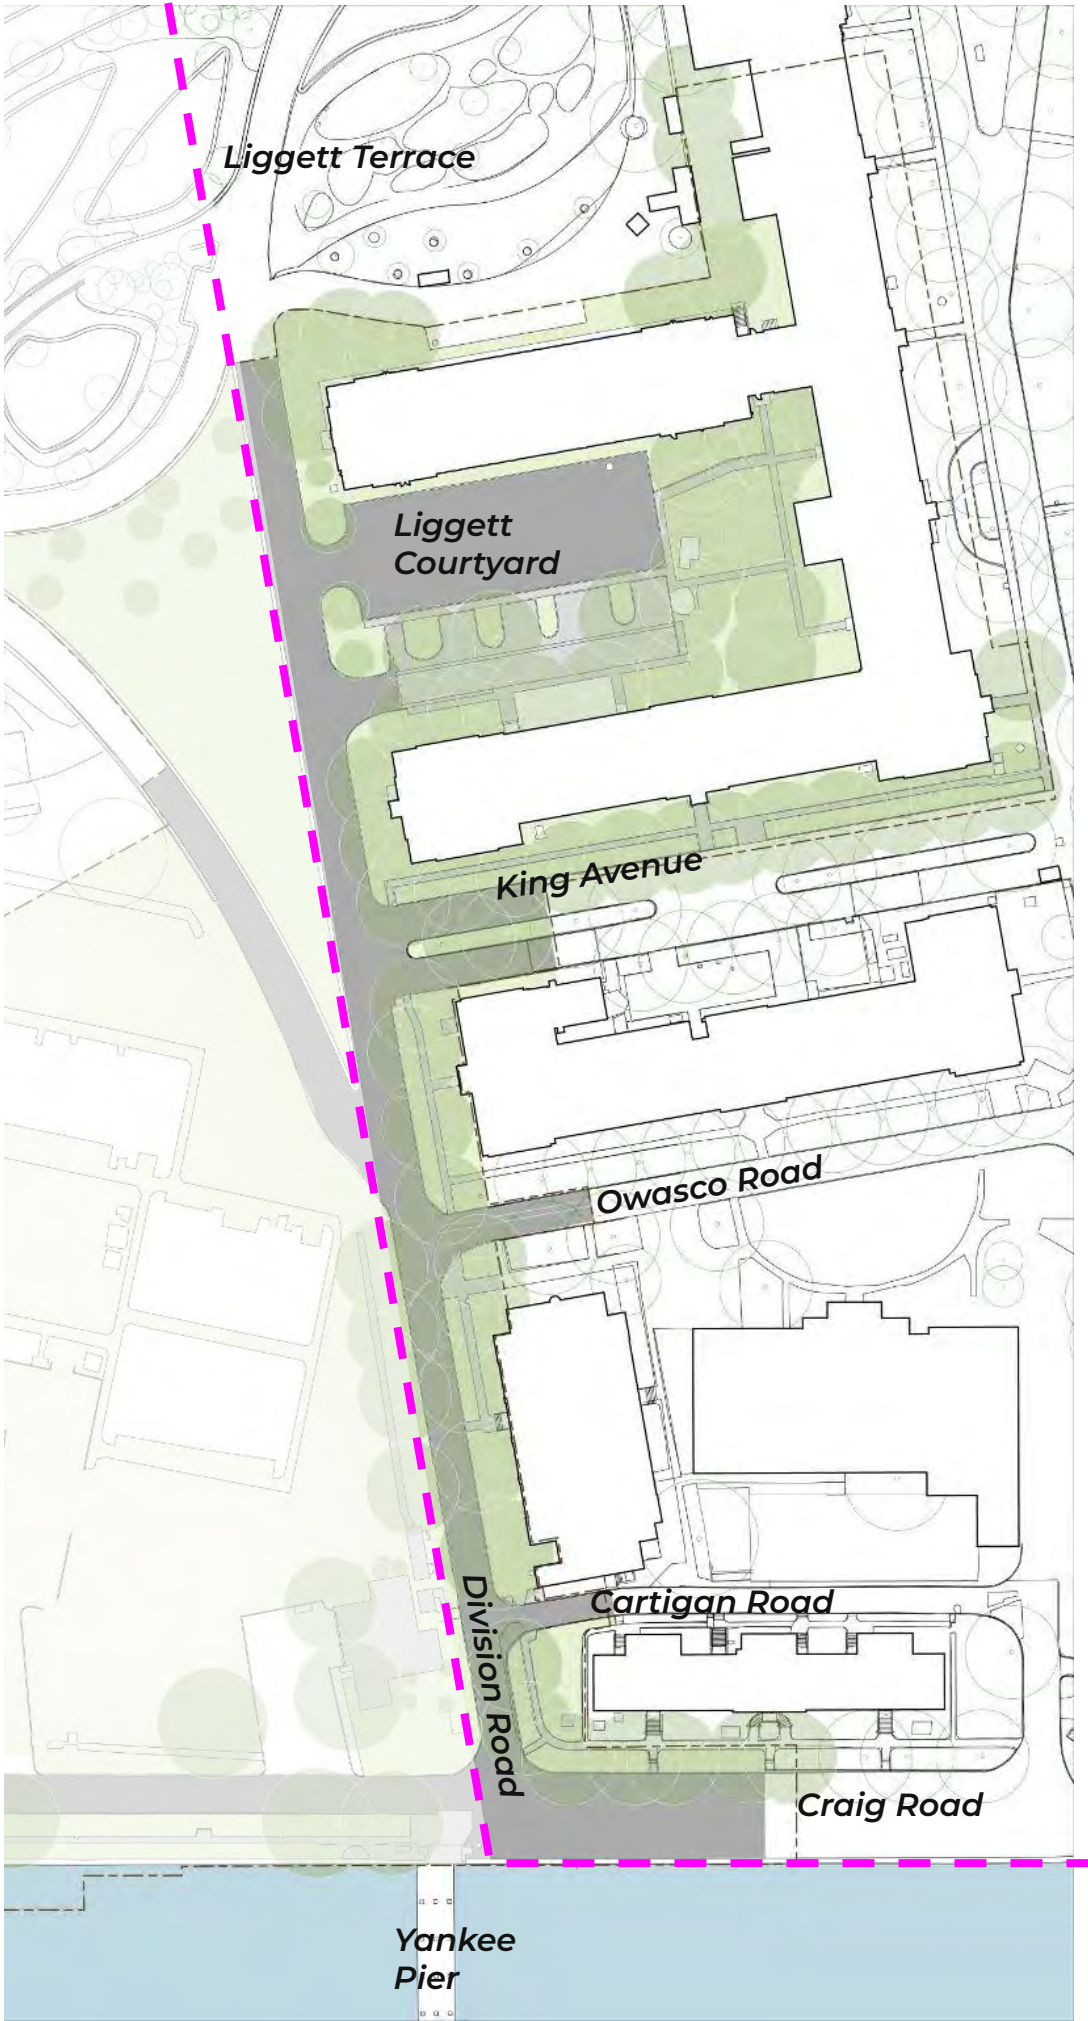 Liggett Terrace
Liggett
Courtyard
King Avenue
Owasco Road
Cartigan Road
Division Road
Craig Road
Yankee
Pier